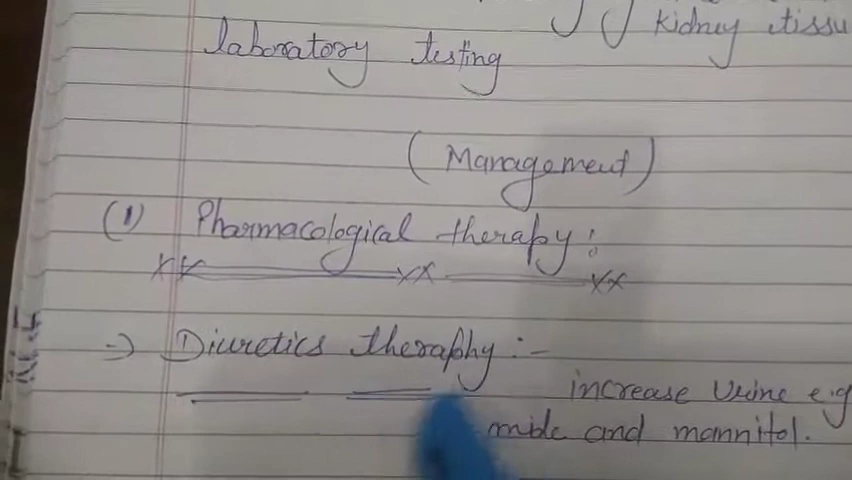 kidney tissu
laboratory testing
(Management)
(1) Pharmacological therapy:
xx xx xx
→ Diuretics theraphy :-
increase urine e.g
mide and mannitol.